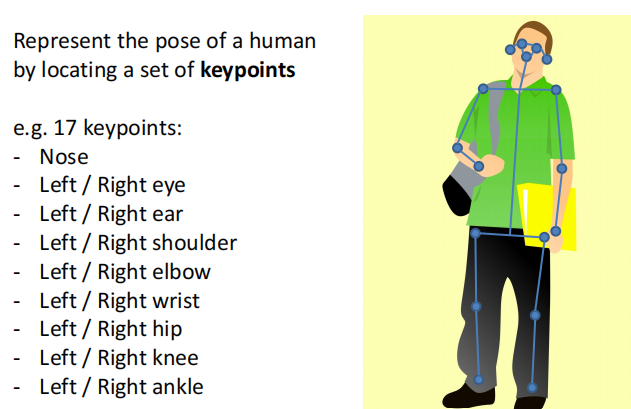 Represent the pose of a human
by locating a set of keypoints
e.g. 17 keypoints:
- Nose
- Left / Right eye
- Left / Right ear
- Left / Right shoulder
- Left / Right elbow
- Left / Right wrist
- Left / Right hip
- Left / Right knee
- Left / Right ankle